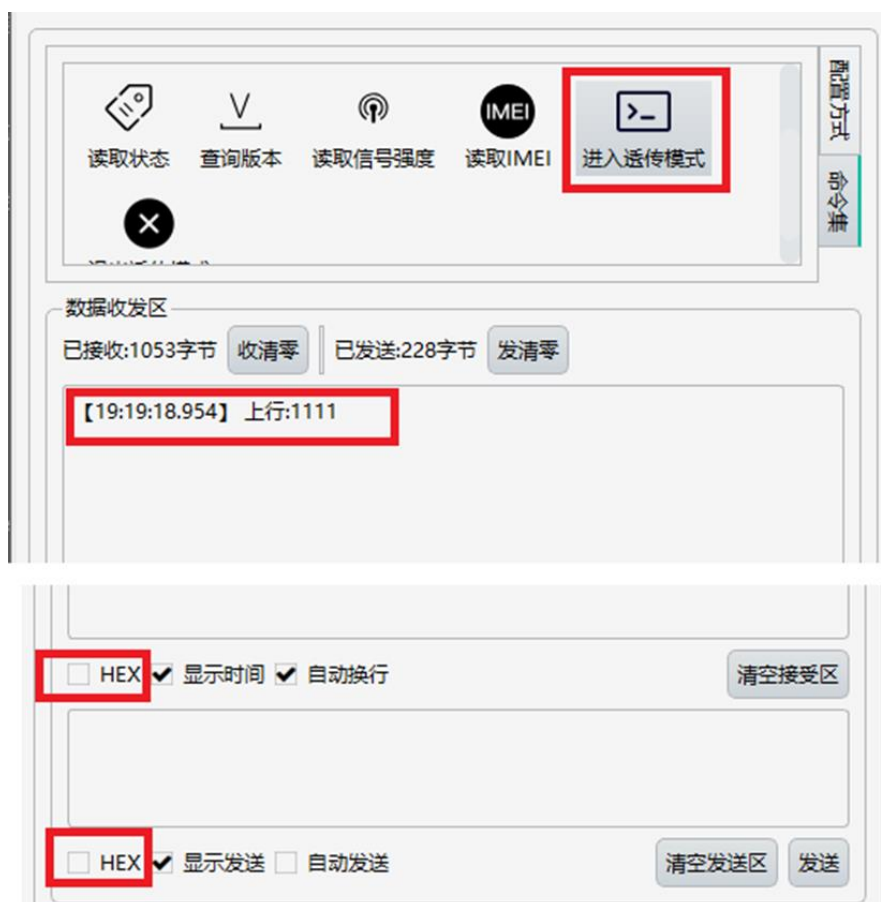 配置方式
命令集
读取状态 查询版本 读取信号强度 IMEI 读取IMEI 进入透传模式
数据收发区
已接收:1053字节 收清零 已发送:228字节 发清零
【19:19:18.954】 上行:1111
HEX 显示时间 自动换行 清空接受区
HEX 显示发送 自动发送 清空发送区 发送